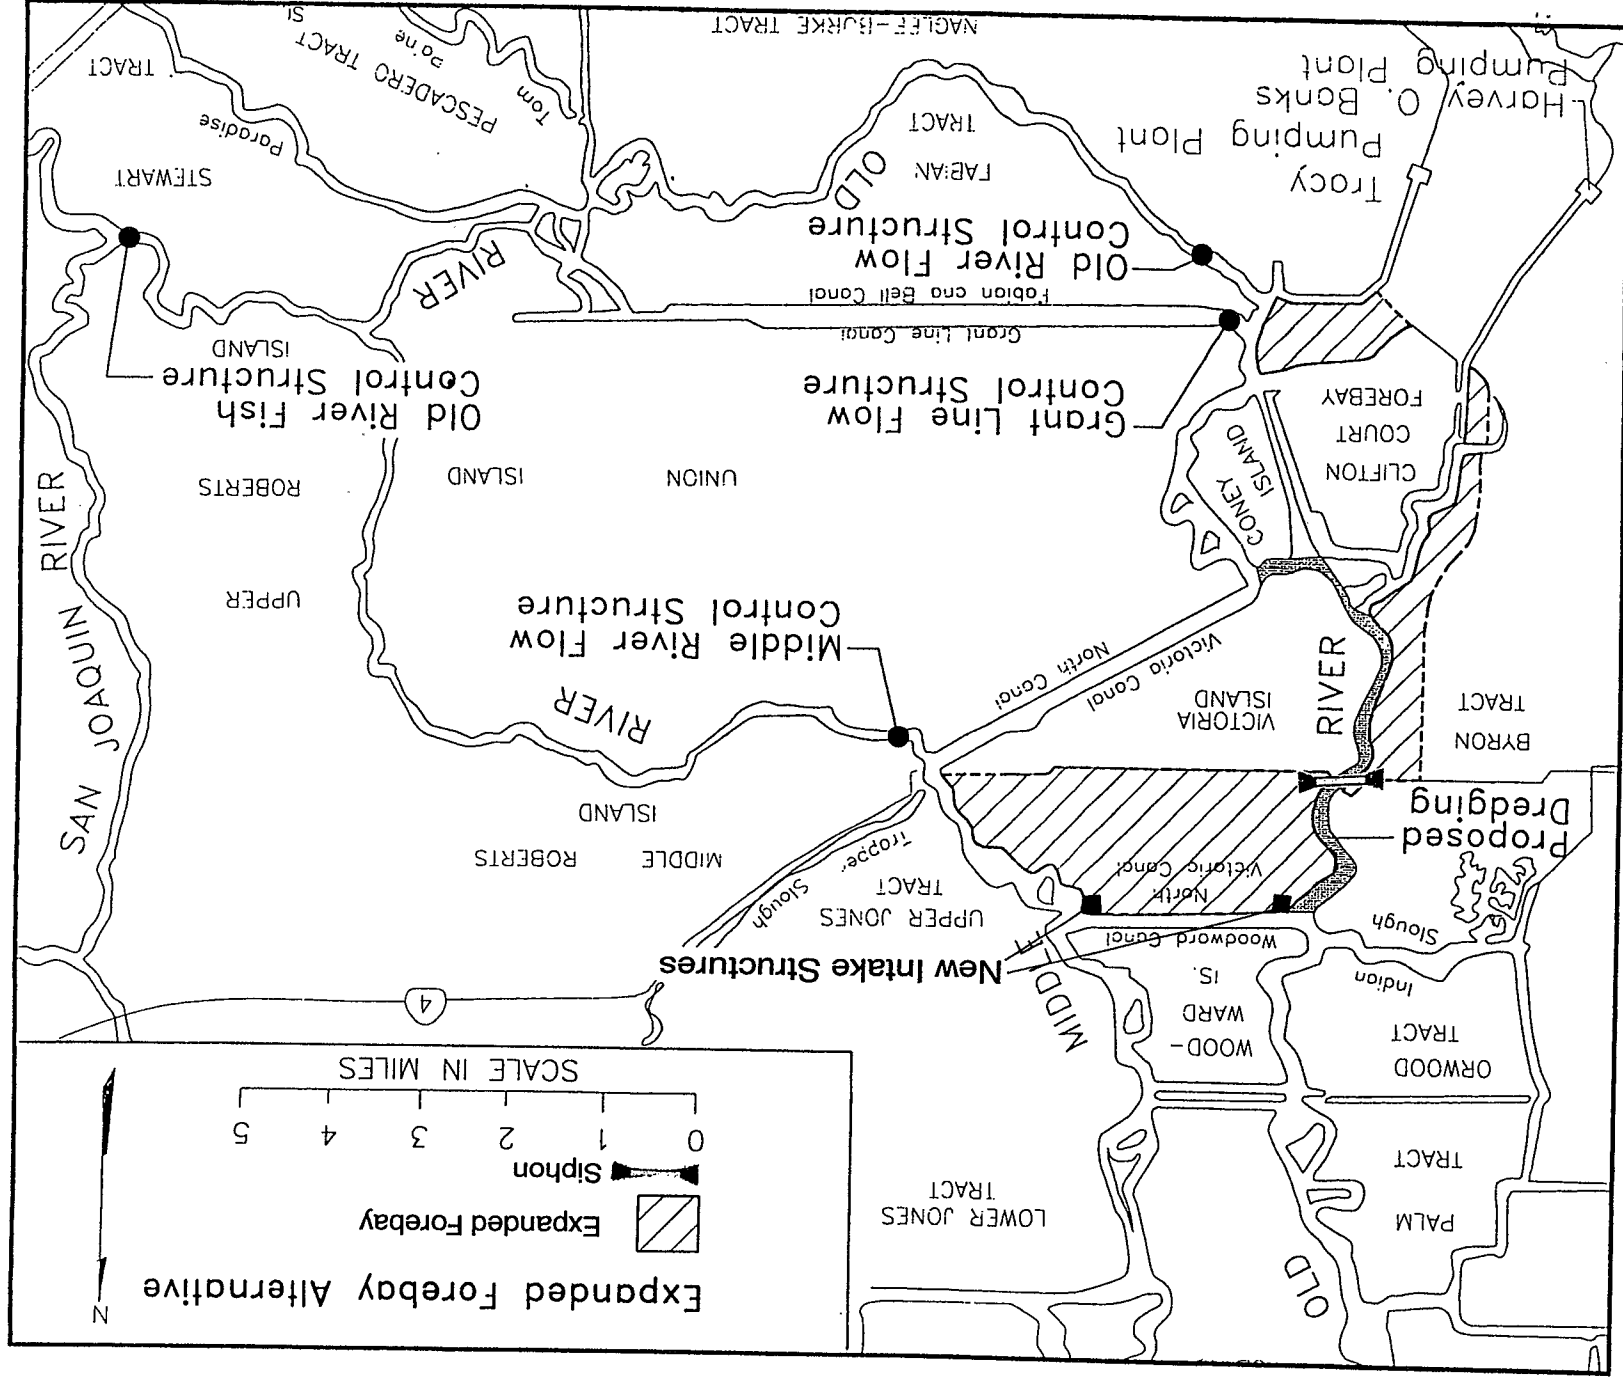 Expanded Forebay Alternative
N
Expanded Forebay
Siphon
0 1 2 3 4 5
SCALE IN MILES
4
OLD
PALM
TRACT
LOWER JONES
TRACT
ORWOOD
TRACT
WOOD-
WARD
IS.
Woodward Canal
Indian
Slough
MIDDLE
New Intake Structures
UPPER JONES
TRACT
Trapper
Slough
North
Victoria Canal
Proposed
Dredging
MIDDLE ROBERTS
ISLAND
SAN JOAQUIN
RIVER
BYRON
TRACT
RIVER
VICTORIA
ISLAND
Victoria Canal
North Canal
RIVER
Middle River Flow
Control Structure
UPPER
ROBERTS
ISLAND
CLIFTON
COURT
FOREBAY
CONEY
ISLAND
UNION
ISLAND
Grant Line Flow
Control Structure
Old River Fish
Control Structure
Grant Line Canal
Fabian and Bell Canal
Old River Flow
Control Structure
RIVER
OLD
Tracy
Pumping Plant
Harvey O. Banks
Pumping Plant
FABIAN
TRACT
STEWART
TRACT
Paradise
Tom
Paine
Sl
PESCADERO TRACT
NAGLEE-BURKE TRACT